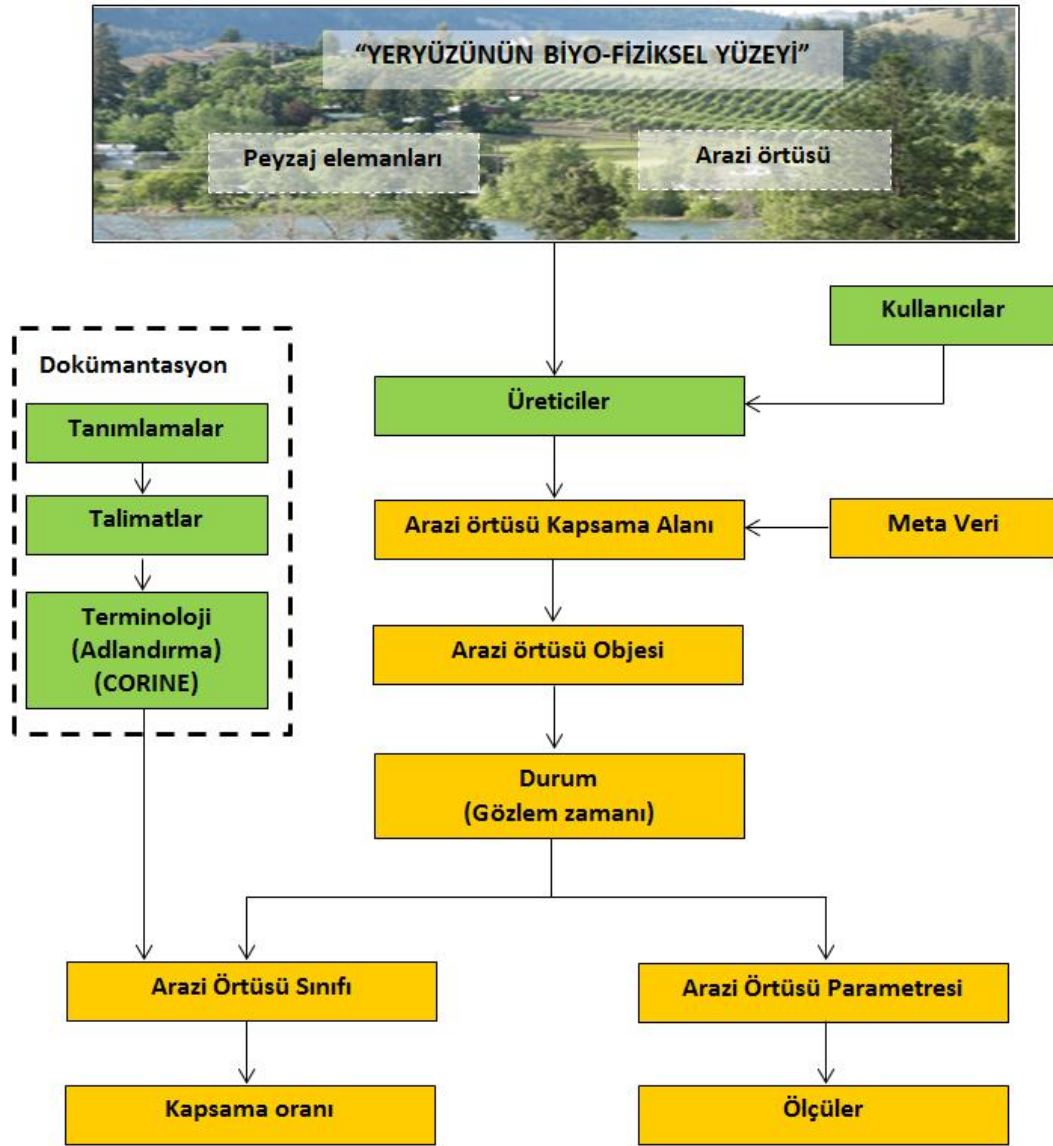 “YERYÜZÜNÜN BİYO-FİZİKSEL YÜZEYİ”
Peyzaj elemanları
Arazi örtüsü
Kullanıcılar
Dokümantasyon
Üreticiler
Tanımlamalar
Talimatlar
Arazi örtüsü Kapsama Alanı
Meta Veri
Terminoloji
(Adlandırma)
(CORINE)
Arazi örtüsü Objesi
Durum
(Gözlem zamanı)
Arazi Örtüsü Sınıfı
Arazi Örtüsü Parametresi
Kapsama oranı
Ölçüler